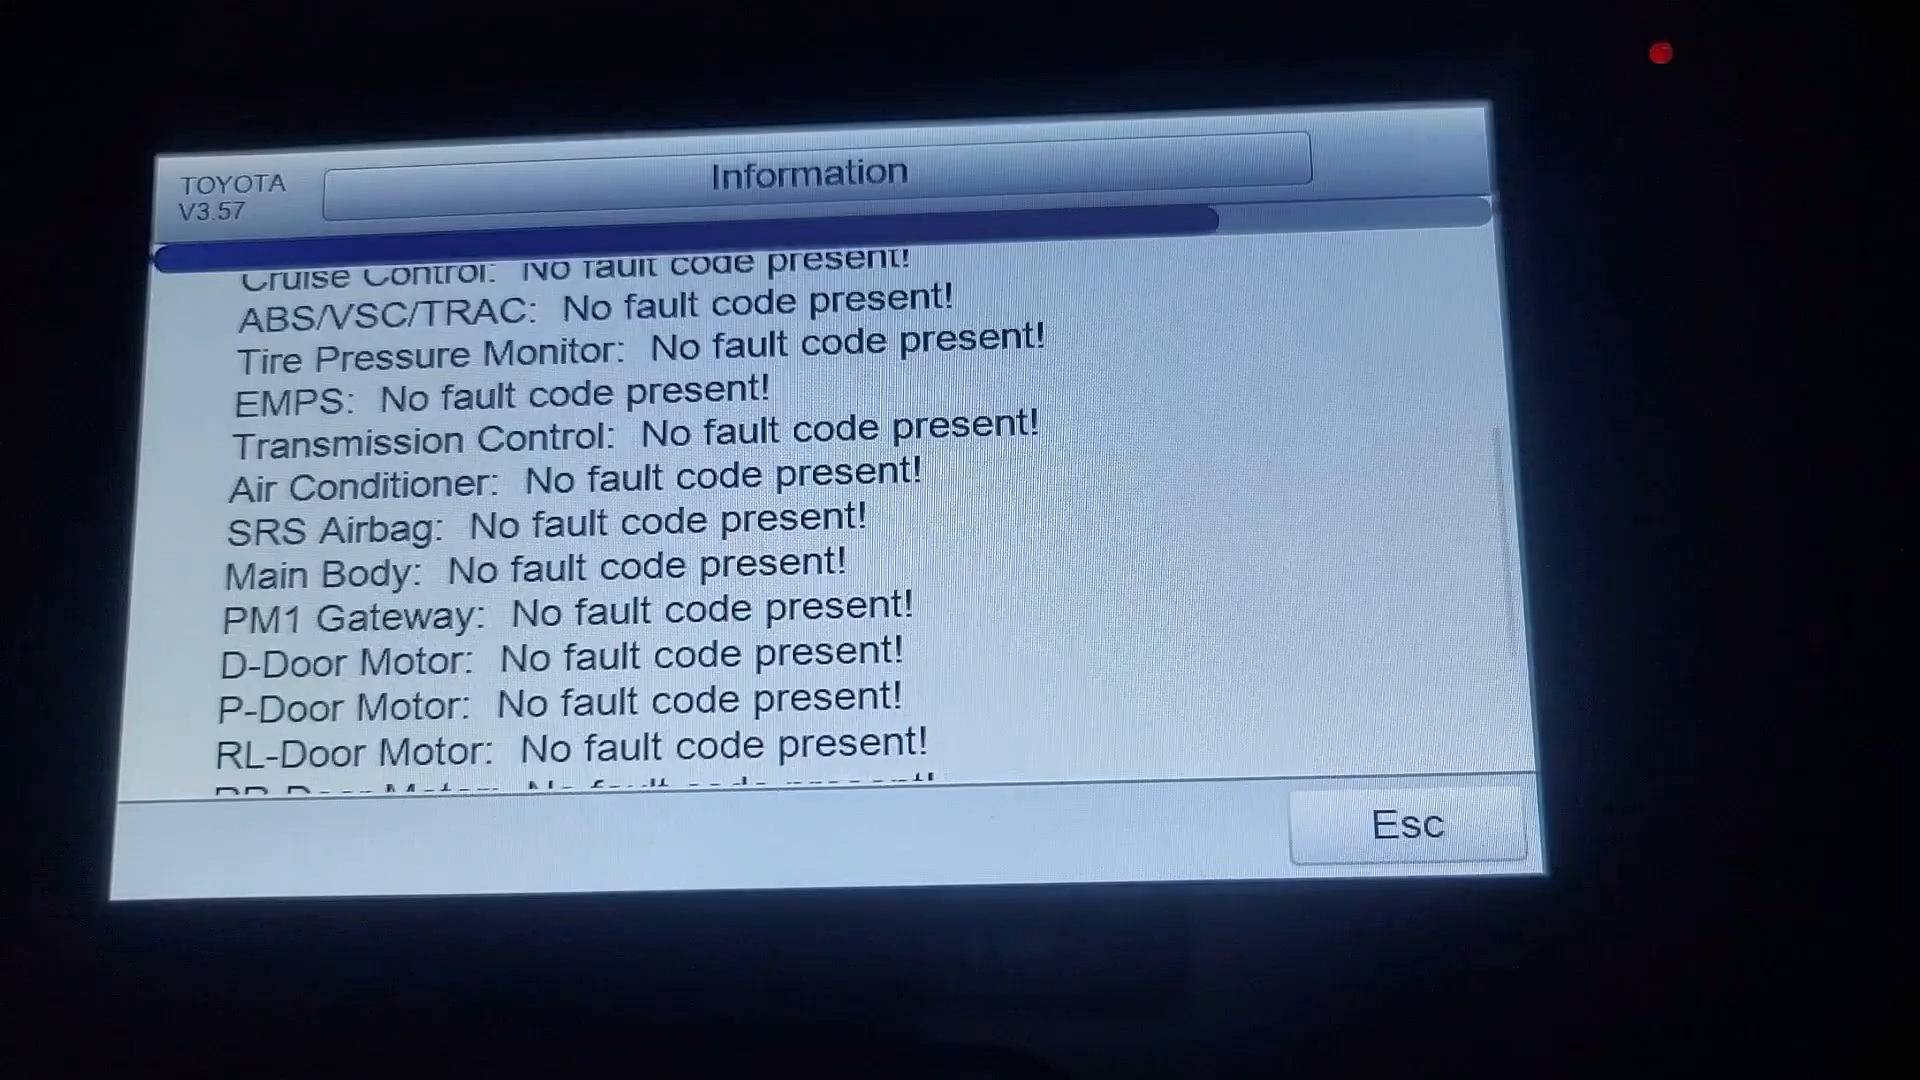 TOYOTA
V3.57
Information
Cruise Control: No fault code present!
ABS/VSC/TRAC: No fault code present!
Tire Pressure Monitor: No fault code present!
EMPS: No fault code present!
Transmission Control: No fault code present!
Air Conditioner: No fault code present!
SRS Airbag: No fault code present!
Main Body: No fault code present!
PM1 Gateway: No fault code present!
D-Door Motor: No fault code present!
P-Door Motor: No fault code present!
RL-Door Motor: No fault code present!
Esc